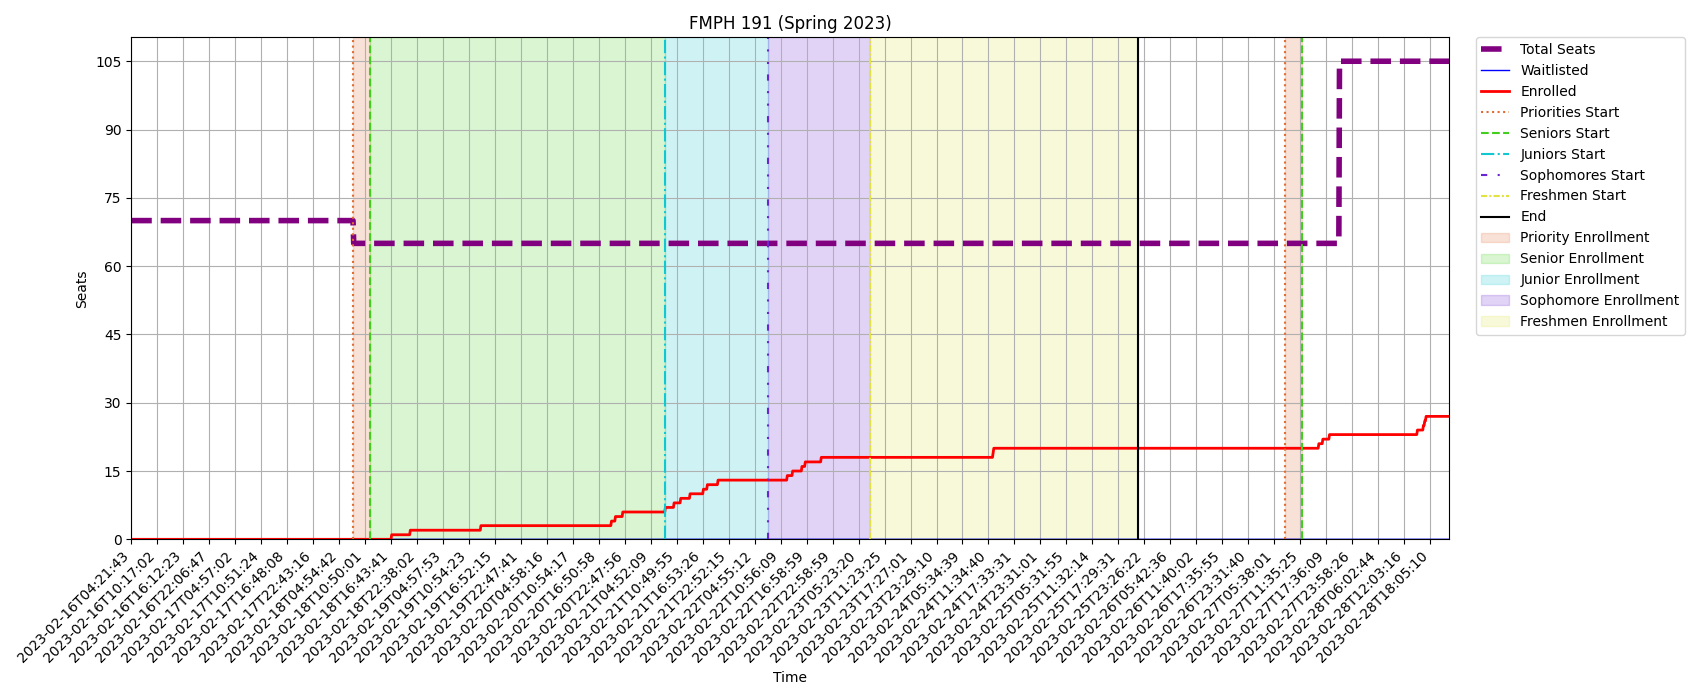 FMPH 191 (Spring 2023)
Total Seats
Waitlisted
Enrolled
Priorities Start
Seniors Start
Juniors Start
Sophomores Start
Freshmen Start
End
Priority Enrollment
Senior Enrollment
Junior Enrollment
Sophomore Enrollment
Freshmen Enrollment
Seats
105
90
75
60
45
30
15
0
2023-02-16T04:21:43
2023-02-16T10:17:02
2023-02-16T16:12:23
2023-02-16T22:06:47
2023-02-17T04:57:02
2023-02-17T10:51:24
2023-02-17T16:48:08
2023-02-17T22:43:16
2023-02-18T04:54:42
2023-02-18T10:50:01
2023-02-18T16:43:41
2023-02-18T22:38:02
2023-02-19T04:57:53
2023-02-19T10:54:23
2023-02-19T16:52:15
2023-02-19T22:47:41
2023-02-20T04:58:16
2023-02-20T10:54:17
2023-02-20T16:50:58
2023-02-20T22:47:56
2023-02-21T04:52:09
2023-02-21T10:49:55
2023-02-21T16:53:26
2023-02-21T22:52:15
2023-02-22T04:55:12
2023-02-22T10:56:09
2023-02-22T16:58:59
2023-02-22T22:58:59
2023-02-23T05:23:20
2023-02-23T11:23:25
2023-02-23T17:27:01
2023-02-23T23:29:10
2023-02-24T05:34:39
2023-02-24T11:34:40
2023-02-24T17:33:31
2023-02-24T23:31:01
2023-02-25T05:31:55
2023-02-25T11:32:14
2023-02-25T17:29:31
2023-02-25T23:26:22
2023-02-26T05:42:36
2023-02-26T11:40:02
2023-02-26T17:35:55
2023-02-26T23:31:40
2023-02-27T05:38:01
2023-02-27T11:35:25
2023-02-27T17:36:09
2023-02-27T23:58:26
2023-02-28T06:02:44
2023-02-28T12:03:16
2023-02-28T18:05:10
Time